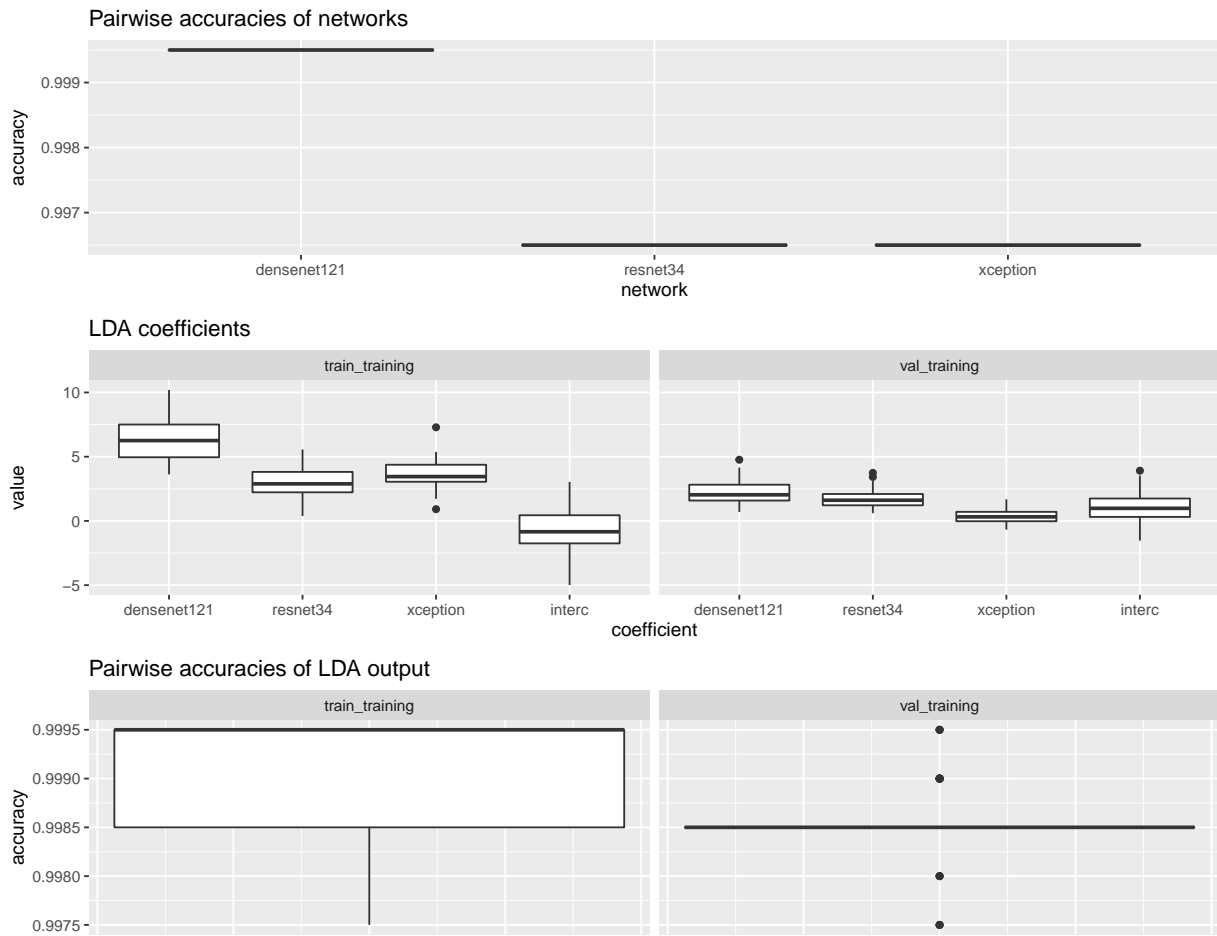 Pairwise accuracies of networks
accuracy
0.999
0.998
0.997
densenet121 resnet34 xception
network
LDA coefficients
train_training val_training
value
10
5
0
−5
densenet121 resnet34 xception interc densenet121 resnet34 xception interc
coefficient
Pairwise accuracies of LDA output
train_training val_training
accuracy
0.9995
0.9990
0.9985
0.9980
0.9975